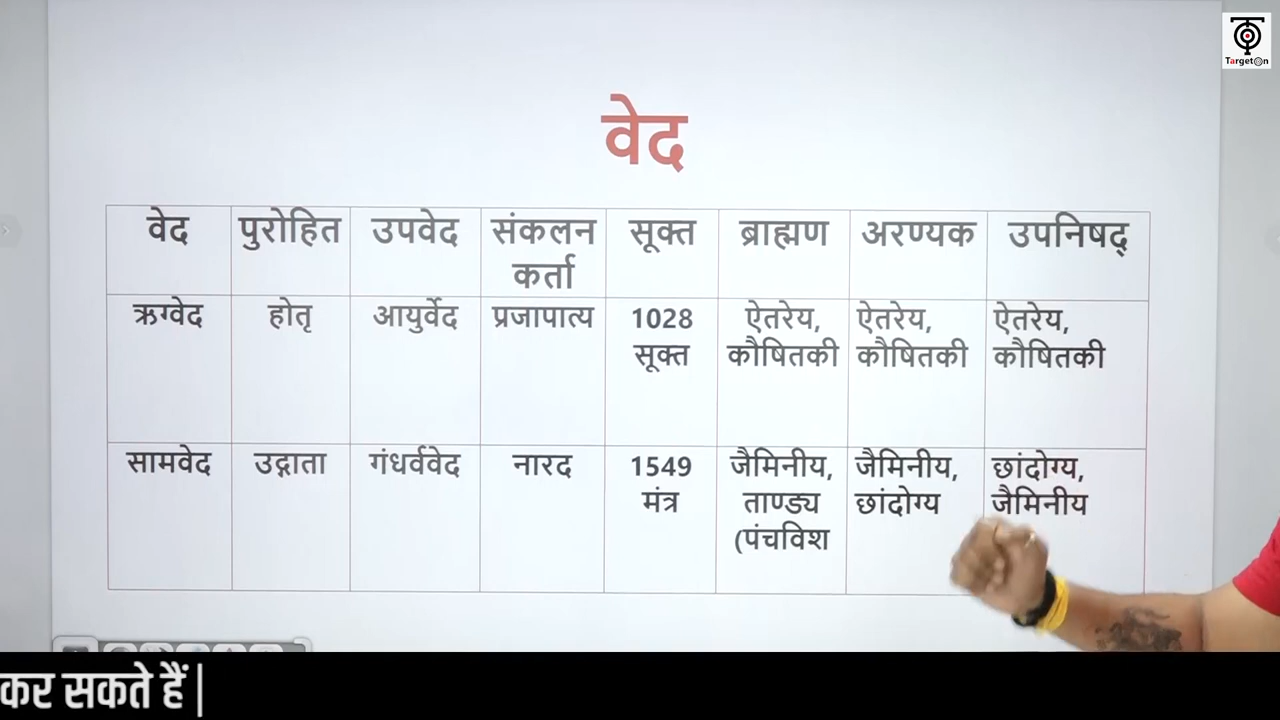 Target@n
वेद
वेद पुरोहित उपवेद संकलन कर्ता सूक्त ब्राह्मण अरण्यक उपनिषद्
ऋग्वेद होतृ आयुर्वेद प्रजापात्य 1028 सूक्त ऐतरेय, कौषितकी ऐतरेय, कौषितकी ऐतरेय, कौषितकी
सामवेद उद्गाता गंधर्ववेद नारद 1549 मंत्र जैमिनीय, ताण्ड्य (पंचविश जैमिनीय, छांदोग्य छांदोग्य, जैमिनीय
कर सकते हैं |